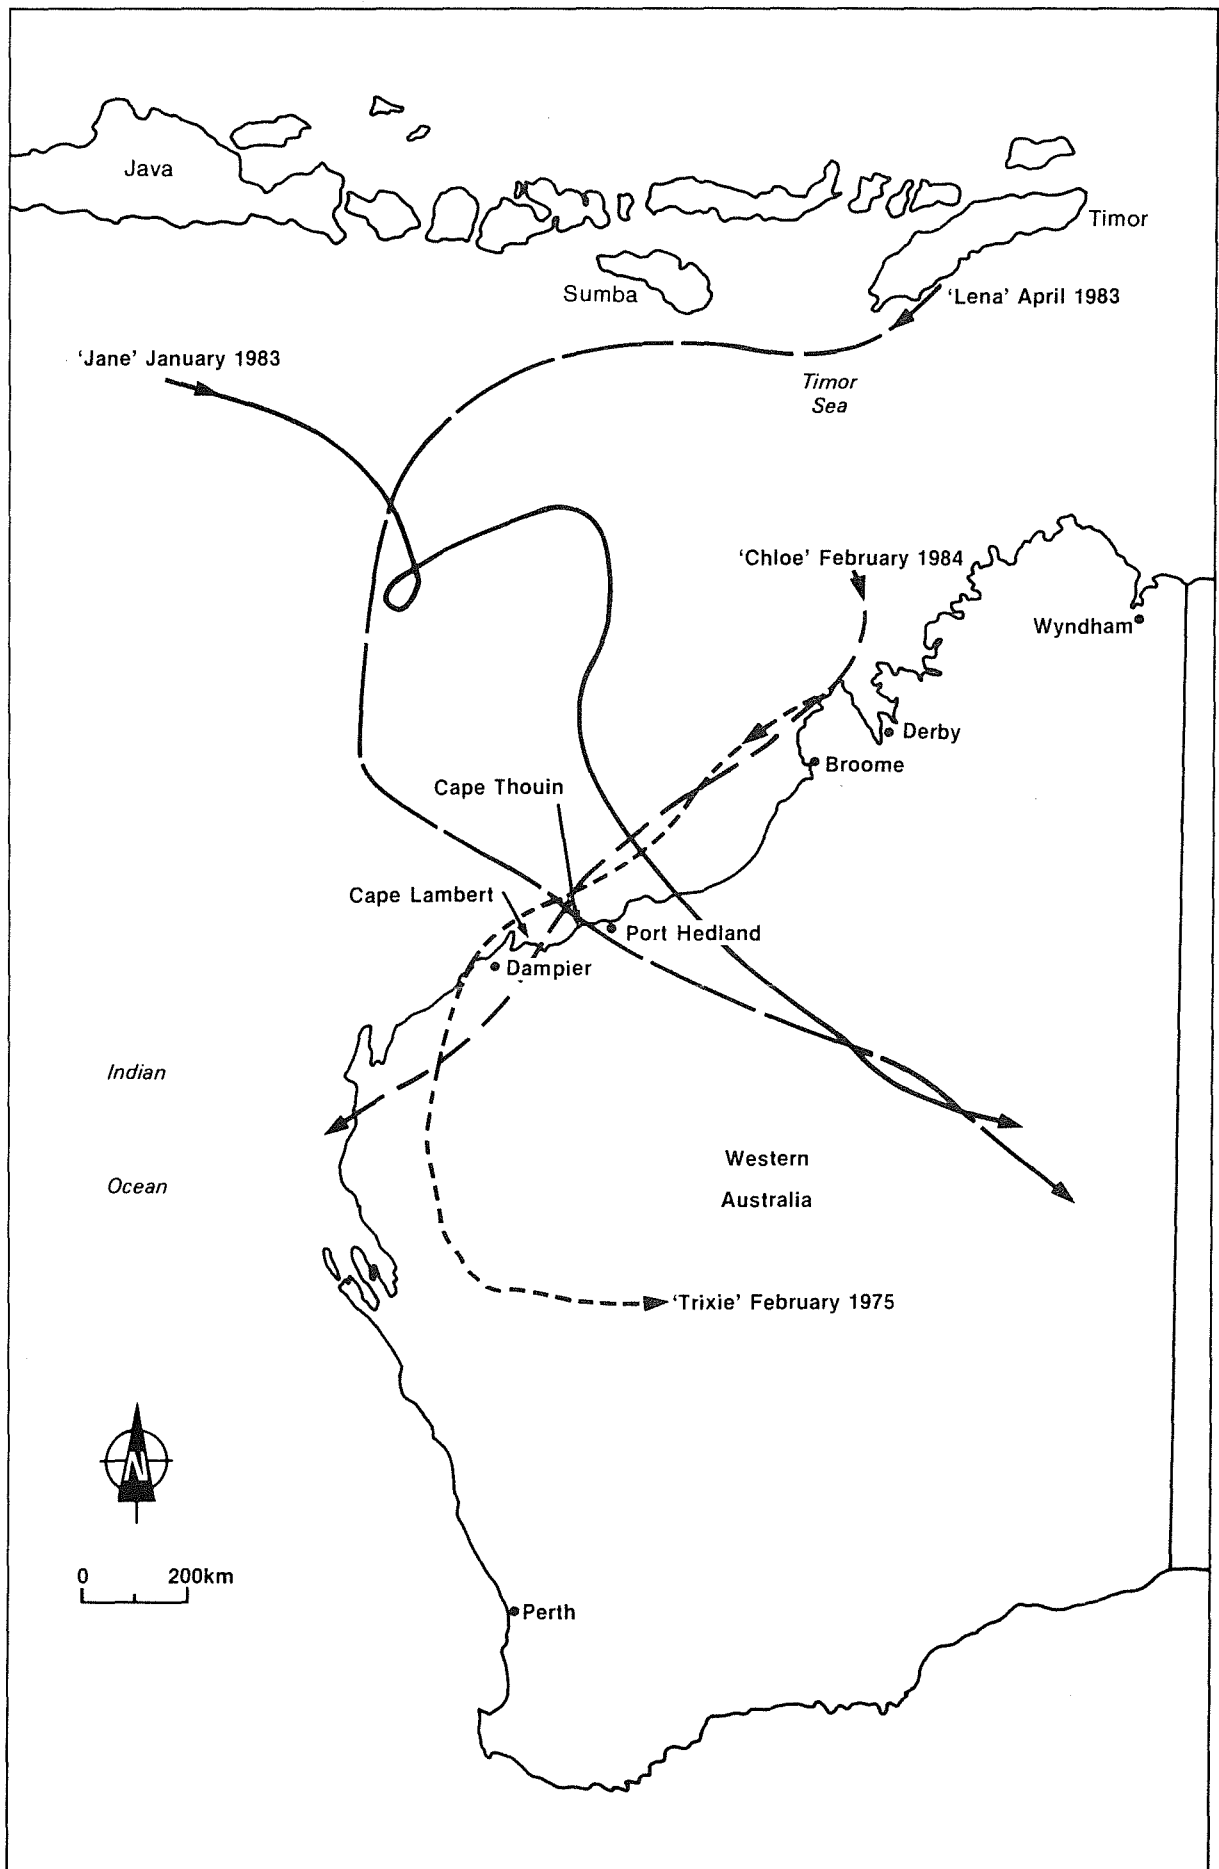 Java
Timor
Sumba
‘Lena’ April 1983
‘Jane’ January 1983
Timor
Sea
‘Chloe’ February 1984
Wyndham
Derby
Broome
Cape Thouin
Cape Lambert
Port Hedland
Dampier
Indian
Ocean
Western
Australia
‘Trixie’ February 1975
N
0 200km
Perth